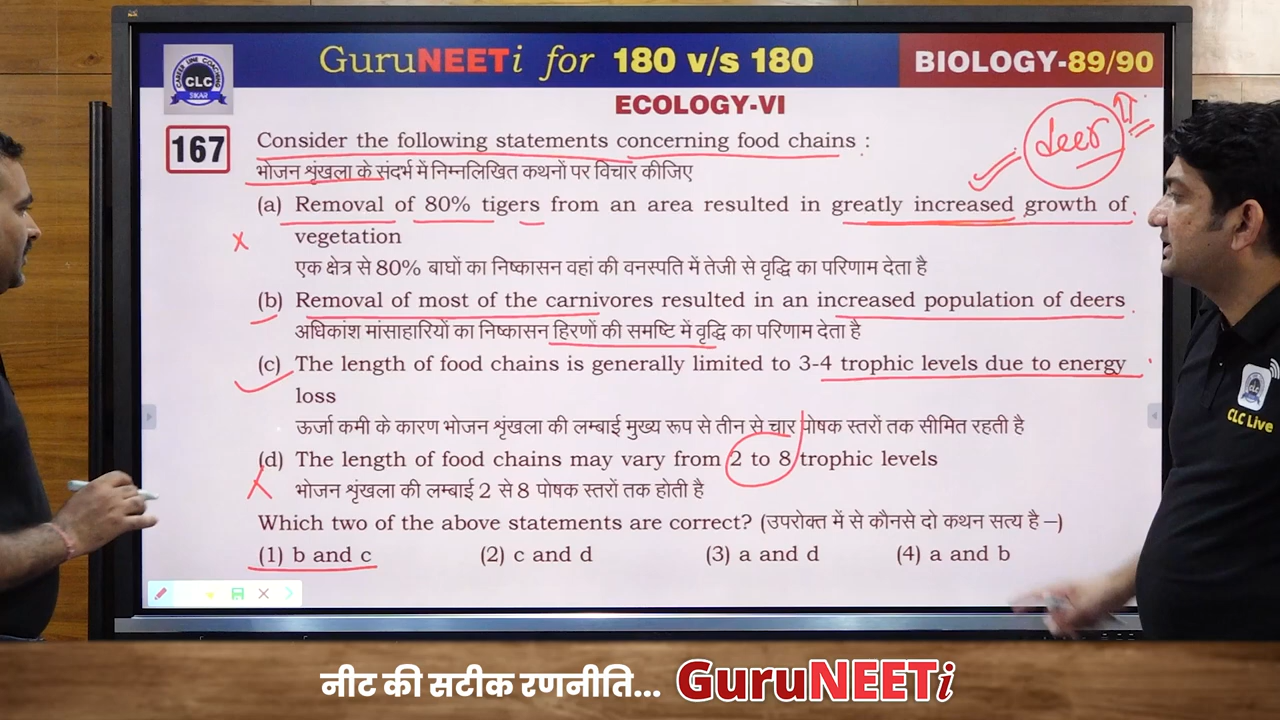 CAREER LINE COACHING
CLC
SIKAR
GuruNEETi for 180 v/s 180
BIOLOGY-89/90
ECOLOGY-VI
deer
167
Consider the following statements concerning food chains :
भोजन शृंखला के संदर्भ में निम्नलिखित कथनों पर विचार कीजिए
(a) Removal of 80% tigers from an area resulted in greatly increased growth of
vegetation
एक क्षेत्र से 80% बाघों का निष्कासन वहां की वनस्पति में तेजी से वृद्धि का परिणाम देता है
(b) Removal of most of the carnivores resulted in an increased population of deers
अधिकांश मांसाहारियों का निष्कासन हिरणों की समष्टि में वृद्धि का परिणाम देता है
(c) The length of food chains is generally limited to 3-4 trophic levels due to energy
loss
ऊर्जा कमी के कारण भोजन शृंखला की लम्बाई मुख्य रूप से तीन से चार पोषक स्तरों तक सीमित रहती है
(d) The length of food chains may vary from 2 to 8 trophic levels
भोजन शृंखला की लम्बाई 2 से 8 पोषक स्तरों तक होती है
Which two of the above statements are correct? (उपरोक्त में से कौनसे दो कथन सत्य है –)
(1) b and c (2) c and d (3) a and d (4) a and b
CLC Live
नीट की सटीक रणनीति... GuruNEETi